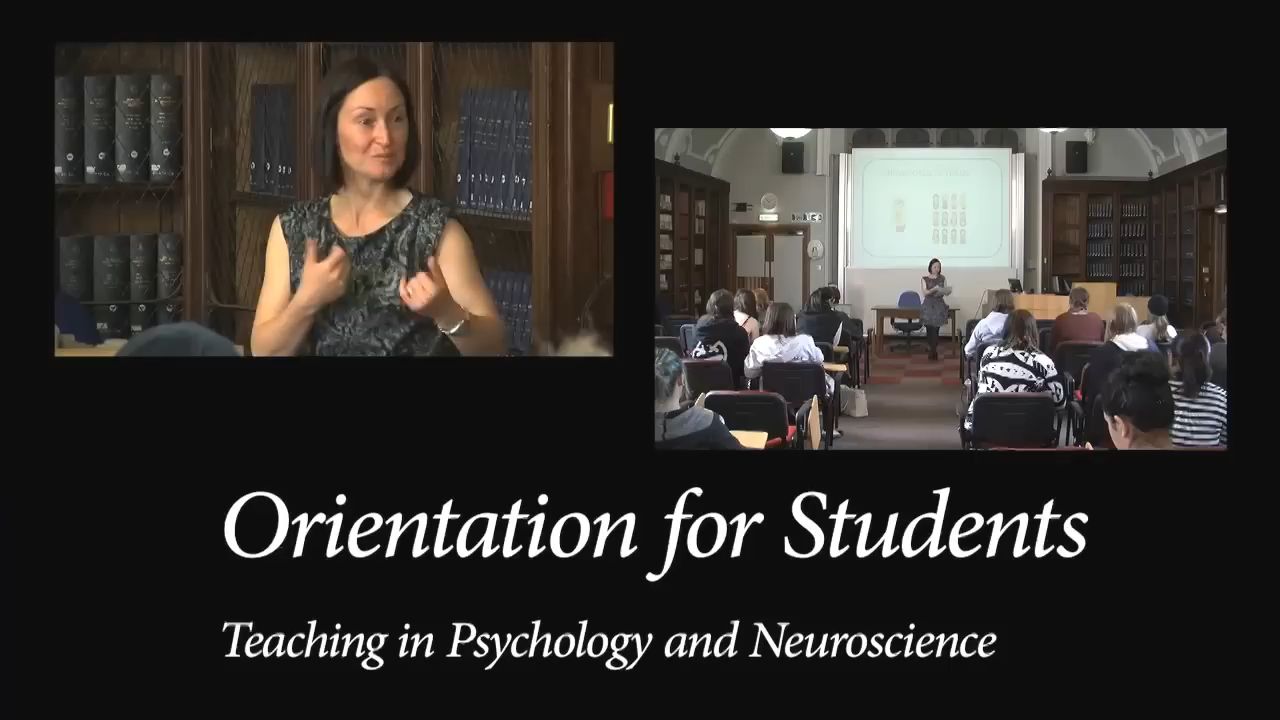 Orientation for Students
Teaching in Psychology and Neuroscience